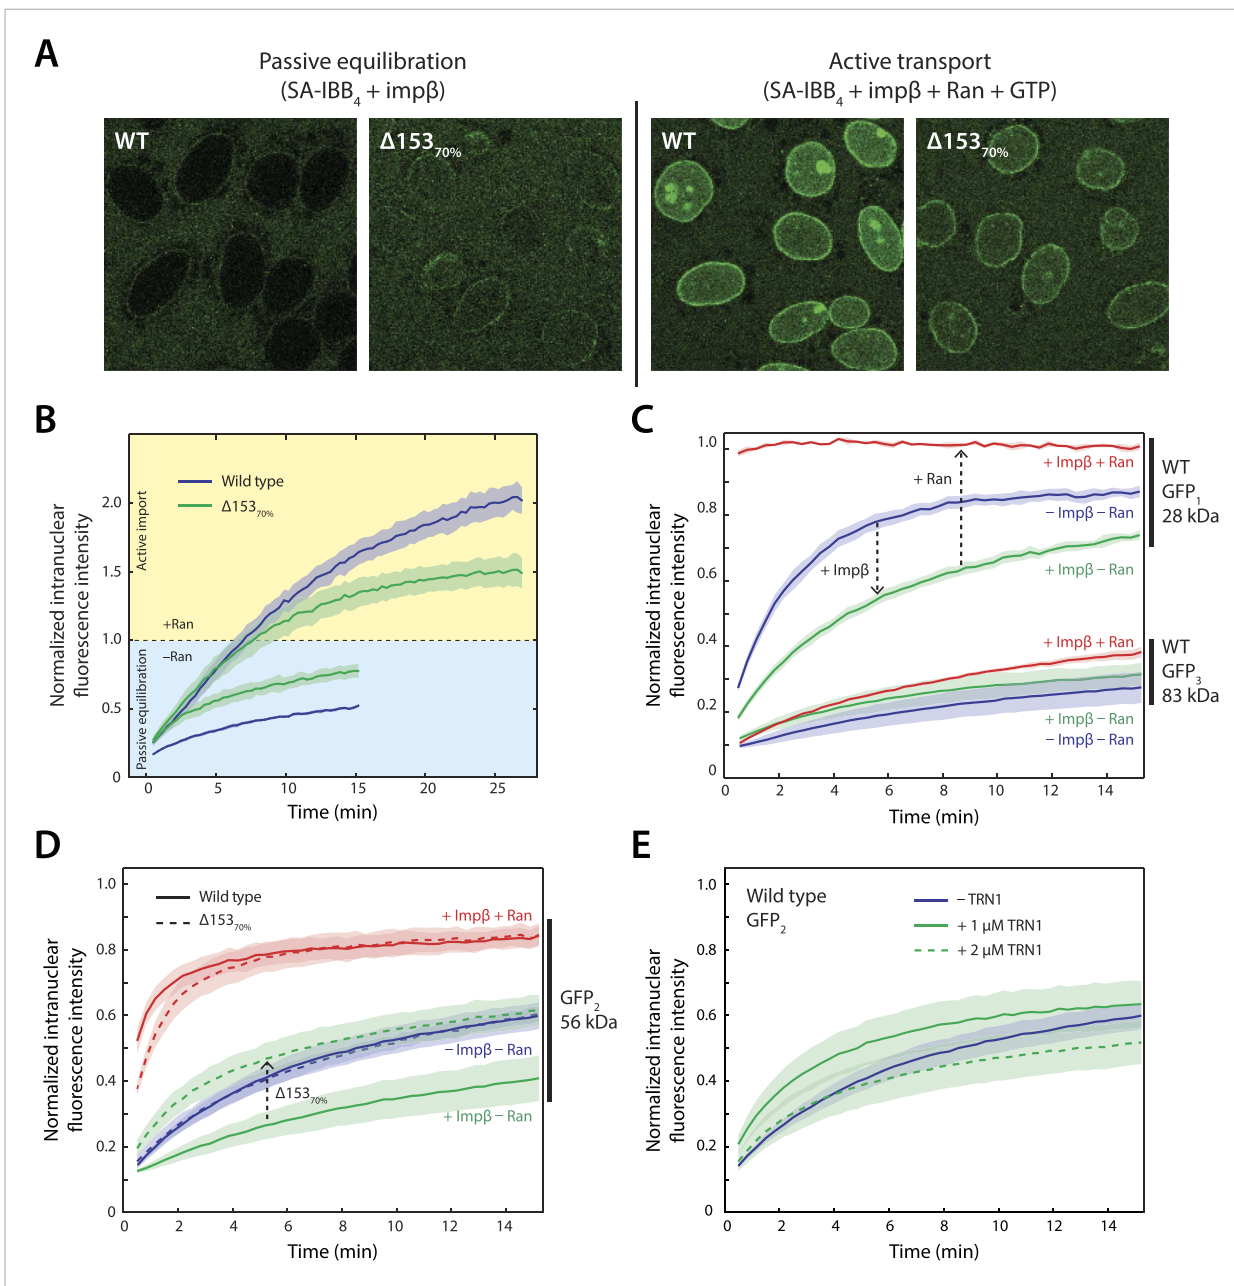 A
Passive equilibration
(SA-IBB4 + impβ)
Active transport
(SA-IBB4 + impβ + Ran + GTP)
WT
Δ15370%
WT
Δ15370%
B
Normalized intranuclear
fluorescence intensity
Active import
Passive equilibration
Wild type
Δ15370%
+Ran
–Ran
2.0
1.5
1.0
0.5
0
0
5
10
15
20
25
Time (min)
C
Normalized intranuclear
fluorescence intensity
1.0
0.8
0.6
0.4
0.2
0
+ Impβ + Ran
+ Ran
– Impβ – Ran
+ Impβ
+ Impβ – Ran
WT
GFP1
28 kDa
+ Impβ + Ran
+ Impβ – Ran
– Impβ – Ran
WT
GFP3
83 kDa
0
2
4
6
8
10
12
14
Time (min)
D
Normalized intranuclear
fluorescence intensity
1.0
0.8
0.6
0.4
0.2
0
Wild type
Δ15370%
+ Impβ + Ran
– Impβ – Ran
Δ15370%
+ Impβ – Ran
GFP2
56 kDa
0
2
4
6
8
10
12
14
Time (min)
E
Normalized intranuclear
fluorescence intensity
1.0
0.8
0.6
0.4
0.2
0
Wild type
GFP2
– TRN1
+ 1 μM TRN1
+ 2 μM TRN1
0
2
4
6
8
10
12
14
Time (min)